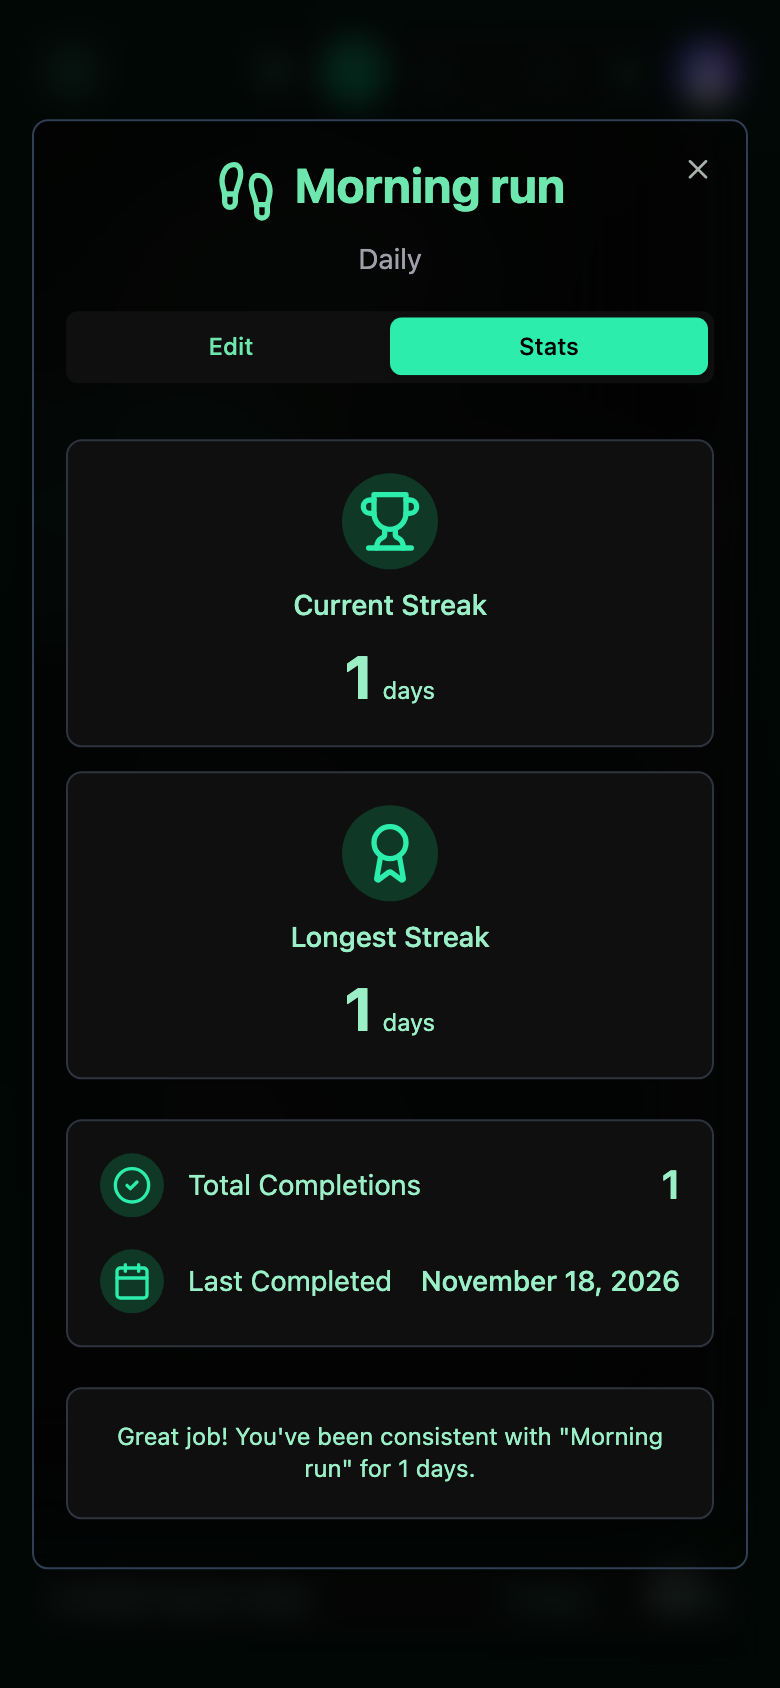 Morning run
Daily
Edit
Stats
Current Streak
1 days
Longest Streak
1 days
Total Completions 1
Last Completed November 18, 2026
Great job! You've been consistent with "Morning
run" for 1 days.